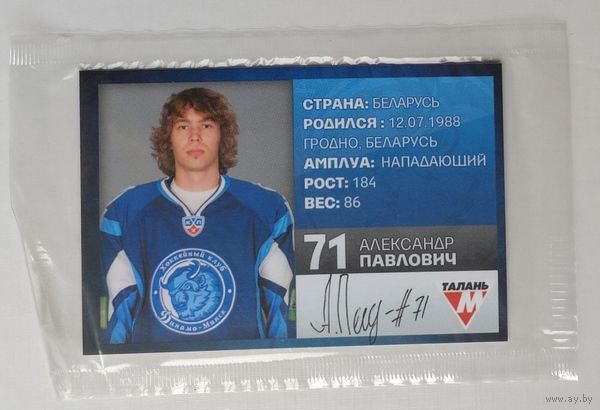 СТРАНА: БЕЛАРУСЬ
РОДИЛСЯ : 12.07.1988
ГРОДНО, БЕЛАРУСЬ
АМПЛУА: НАПАДАЮЩИЙ
РОСТ: 184
ВЕС: 86
71 АЛЕКСАНДР
ПАВЛОВИЧ
#71
ТАЛАНЬ
М
КХЛ
Хоккейный клуб
Динамо-Минск
www.ay.by